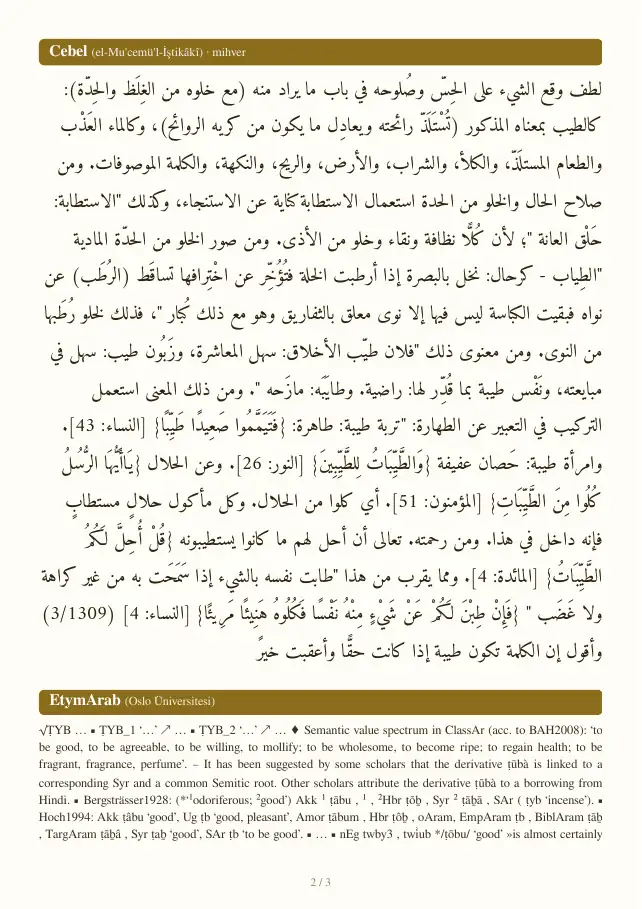 Cebel (el-Mu'cemü'l-İştikâkî) · mihver
لطف وقع الشيء على الحِسّ وصُلوحه في باب ما يراد منه (مع خلوه من الغِلَظ والحِدّة):
كالطيب بمعناه المذكور (تُسْتَلَذّ رائحته ويعادِل ما يكون من كريه الروائح)، وكالماء العَذْب
والطعام المستلَذّ، والكلأ، والشراب، والأرض، والريح، والنكهة، والكلمة الموصوفات. ومن
صلاح الحال والخلو من الحدة استعمال الاستطابة كناية عن الاستنجاء، وكذلك "الاستطابة:
حَلْق العانة "؛ لأن كُلًّا نظافة ونقاء وخلو من الأذى. ومن صور الخلو من الحدّة المادية
"الطِياب - كرحال: نخل بالبصرة إذا أرطبت الخلة فتُؤُخِّر عن اخْتِرافها تساقَط (الرُطَب) عن
نواه فبقيت الكباسة ليس فيها إلا نوى معلق بالثفاريق وهو مع ذلك كُبار "، فذلك لخلو رُطَبها
من النوى. ومن معنوى ذلك "فلان طيّب الأخلاق: سهل المعاشرة، وزَبُون طيب: سهل في
مبايعته، ونَفْس طيبة بما قُدِّر لها: راضية. وطايَبَه: مازَحه ". ومن ذلك المعنى استعمل
التركيب في التعبير عن الطهارة: "تربة طيبة: طاهرة: {فَتَيَمَّمُوا صَعِيدًا طَيِّبًا} [النساء: 43].
وامرأة طيبة: حَصان عفيفة {وَالطَّيِّبَاتُ لِلطَّيِّبِينَ} [النور: 26]. وعن الحلال {يَاأَيُّهَا الرُّسُلُ
كُلُوا مِنَ الطَّيِّبَاتِ} [المؤمنون: 51]. أي كلوا من الحلال. وكل مأكول حلالٍ مستطابٍ
فإنه داخل في هذا. ومن رحمته. تعالى أن أحل لهم ما كانوا يستطيبونه {قُلْ أُحِلَّ لَكُمُ
الطَّيِّبَاتُ} [المائدة: 4]. ومما يقرب من هذا "طابت نفسه بالشيء إذا سَمَحَت به من غير كراهة
ولا غَضَب " {فَإِنْ طِبْنَ لَكُمْ عَنْ شَيْءٍ مِنْهُ نَفْسًا فَكُلُوهُ هَنِيئًا مَرِيئًا} [النساء: 4] (3/1309)
وأقول إن الكلمة تكون طيبة إذا كانت حقًّا وأعقبت خيرً
EtymArab (Oslo Üniversitesi)
√ṬYB … ▪ ṬYB_1 ‘…’ ↗ … ▪ ṬYB_2 ‘…’ ↗ … ♦ Semantic value spectrum in ClassAr (acc. to BAH2008): ‘to
be good, to be agreeable, to be willing, to mollify; to be wholesome, to become ripe; to regain health; to be
fragrant, fragrance, perfume’. – It has been suggested by some scholars that the derivative ṭūbà is linked to a
corresponding Syr and a common Semitic root. Other scholars attribute the derivative ṭūbà to a borrowing from
Hindi. ▪ Bergsträsser1928: (*‘¹odoriferous; ²good’) Akk ¹ ṭābu , ¹ , ²Hbr ṭōḇ , Syr ² ṭāḇā , SAr ( ṭyb ‘incense’). ▪
Hoch1994: Akk ṭâbu ‘good’, Ug ṭb ‘good, pleasant’, Amor ṭābum , Hbr ṭôḇ , oAram, EmpAram ṭb , BiblAram ṭāḇ
, TargAram ṭāḇâ , Syr ṭaḇ ‘good’, SAr ṭb ‘to be good’. ▪ … ▪ nEg twby3 , twỉub */ṭōbu/ ‘good’ »is almost certainly
2 / 3